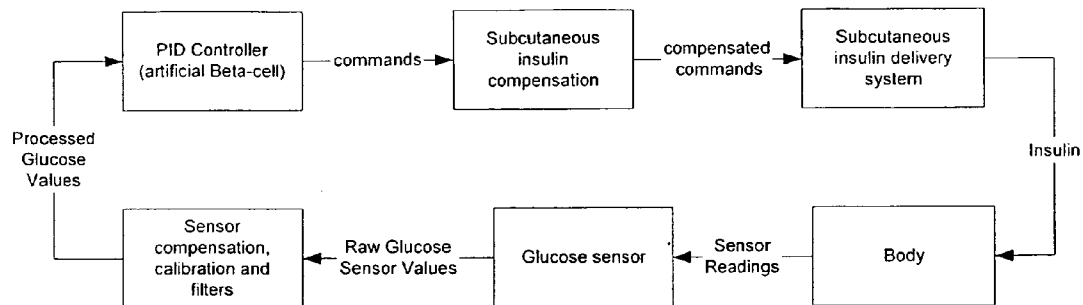 PID Controller
(artificial Beta-cell)
commands
Subcutaneous
insulin
compensation
compensated
commands
Subcutaneous
insulin delivery
system
Processed
Glucose
Values
Insulin
Sensor
compensation,
calibration and
filters
Raw Glucose
Sensor Values
Glucose sensor
Sensor
Readings
Body